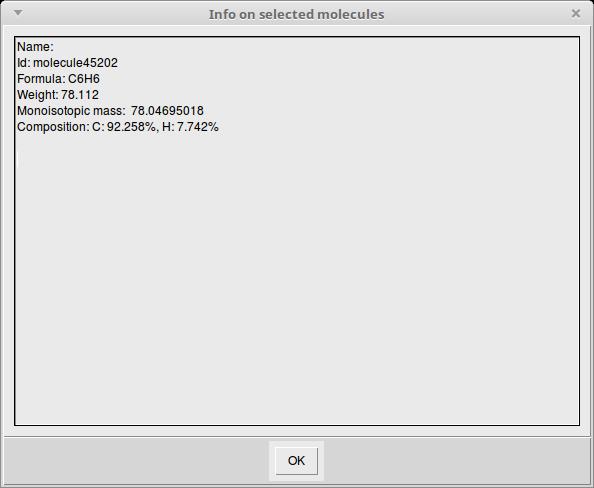 Info on selected molecules
Name:
Id: molecule45202
Formula: C6H6
Weight: 78.112
Monoisotopic mass:  78.04695018
Composition: C: 92.258%, H: 7.742%
OK